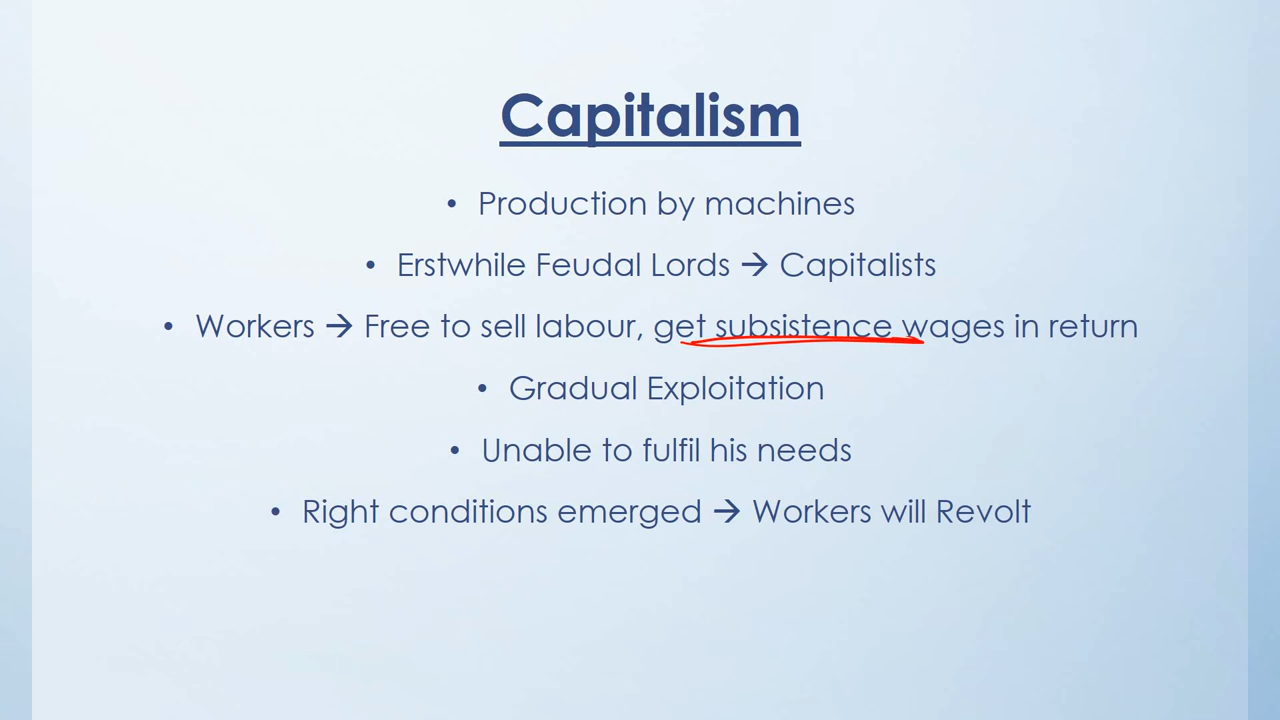 Capitalism
• Production by machines
• Erstwhile Feudal Lords → Capitalists
• Workers → Free to sell labour, get subsistence wages in return
• Gradual Exploitation
• Unable to fulfil his needs
• Right conditions emerged → Workers will Revolt